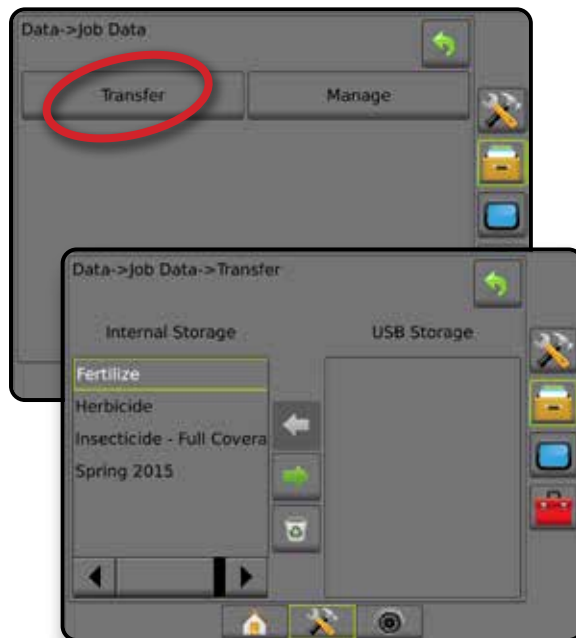 Data->Job Data
Transfer
Manage
Data->Job Data->Transfer
Internal Storage
USB Storage
Fertilize
Herbicide
Insecticide - Full Covera
Spring 2015